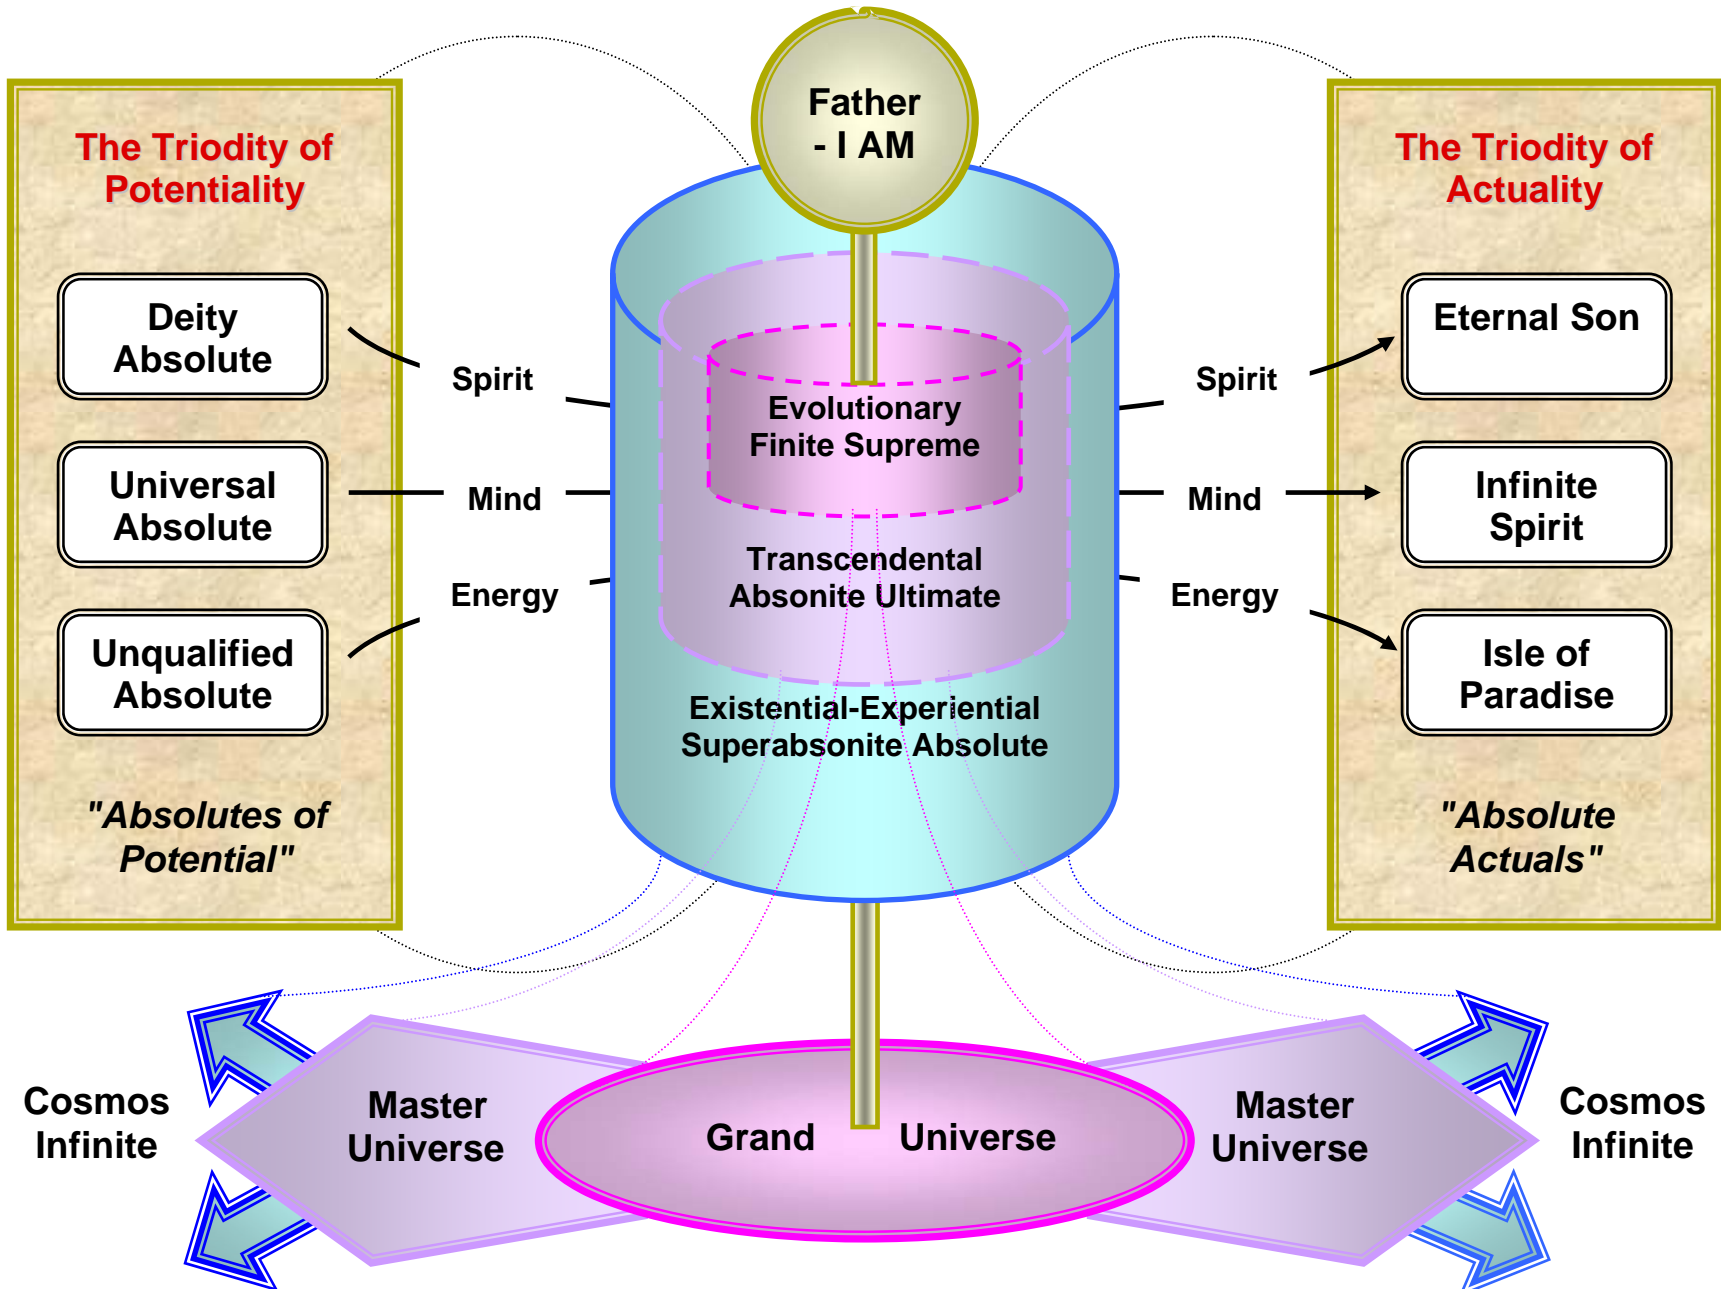 Father
- I AM
The Triodity of
Potentiality
Deity
Absolute
Universal
Absolute
Unqualified
Absolute
"Absolutes of
Potential"
Spirit
Mind
Energy
Evolutionary
Finite Supreme
Transcendental
Absonite Ultimate
Existential-Experiential
Superabsonite Absolute
Spirit
Mind
Energy
The Triodity of
Actuality
Eternal Son
Infinite
Spirit
Isle of
Paradise
"Absolute
Actuals"
Cosmos
Infinite
Master
Universe
Grand Universe
Master
Universe
Cosmos
Infinite